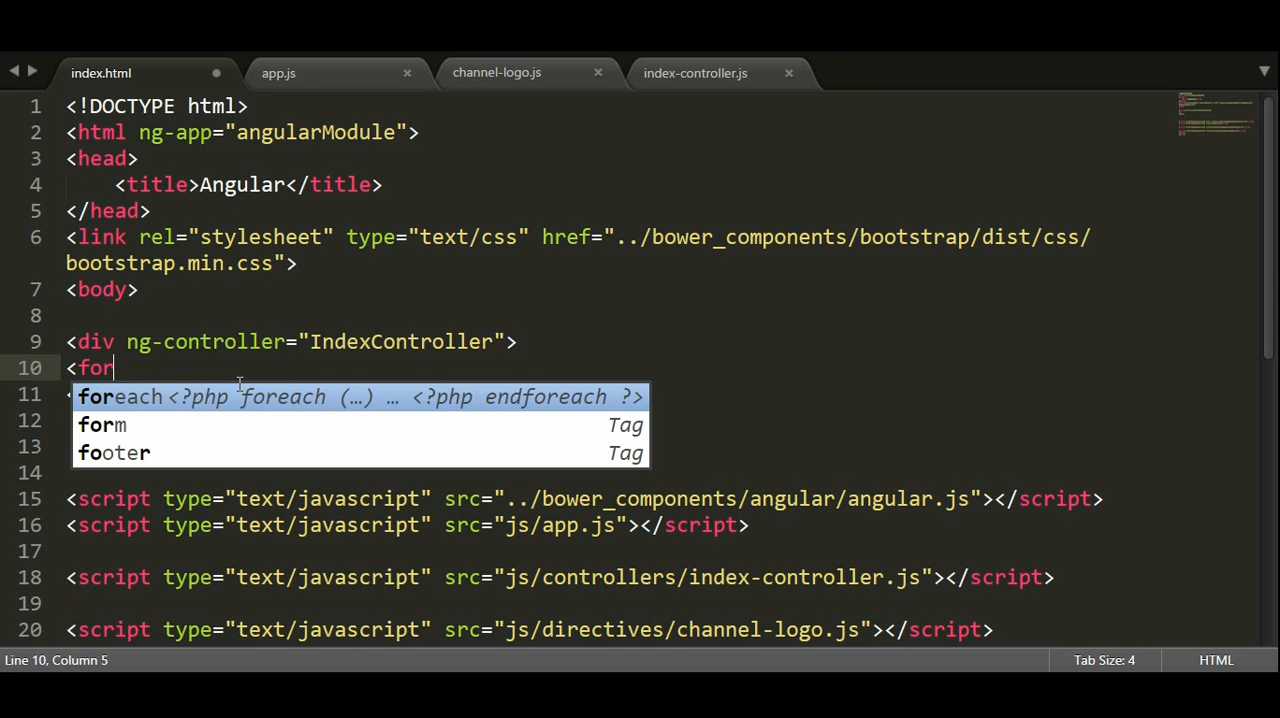 index.html app.js channel-logo.js index-controller.js
1 <!DOCTYPE html>
2 <html ng-app="angularModule">
3 <head>
4 <title>Angular</title>
5 </head>
6 <link rel="stylesheet" type="text/css" href="../bower_components/bootstrap/dist/css/
bootstrap.min.css">
7 <body>
8
9 <div ng-controller="IndexController">
10 <for
11 foreach <?php foreach (…) … <?php endforeach ?>
12 form Tag
13 footer Tag
14
15 <script type="text/javascript" src="../bower_components/angular/angular.js"></script>
16 <script type="text/javascript" src="js/app.js"></script>
17
18 <script type="text/javascript" src="js/controllers/index-controller.js"></script>
19
20 <script type="text/javascript" src="js/directives/channel-logo.js"></script>
Line 10, Column 5 Tab Size: 4 HTML